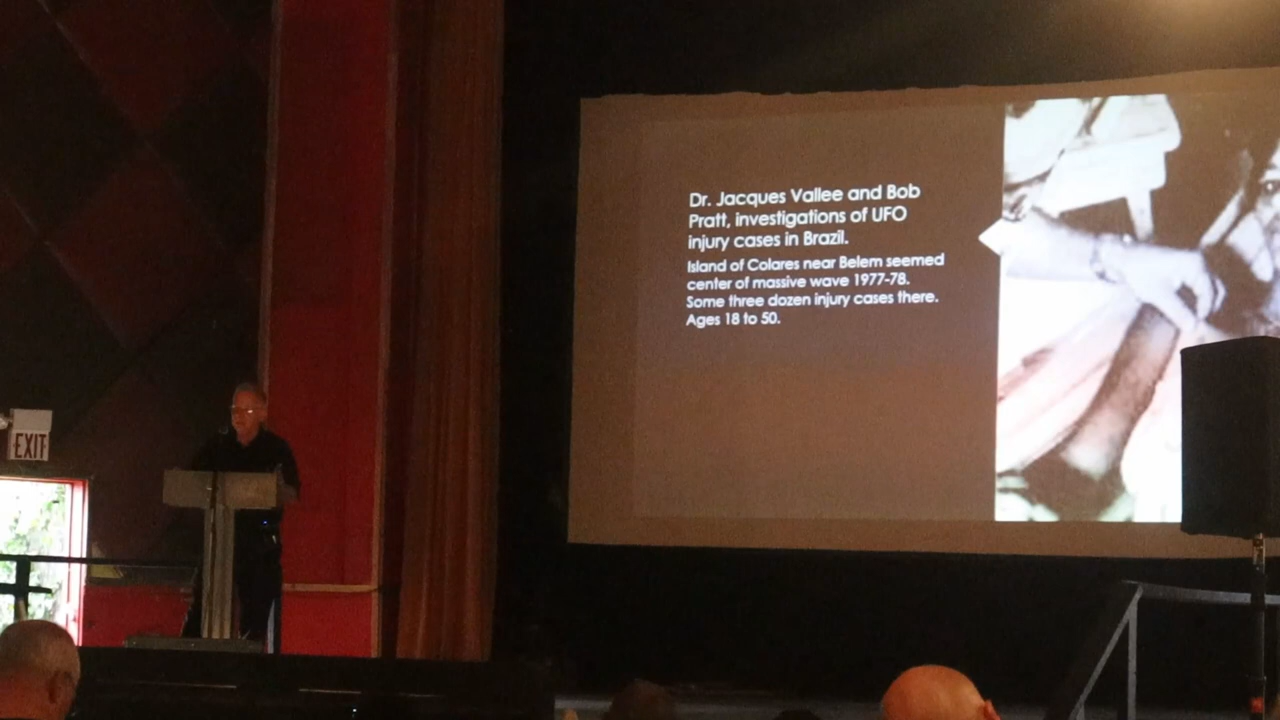 Dr. Jacques Vallee and Bob
Pratt, investigations of UFO
injury cases in Brazil.
Island of Colares near Belem seemed
center of massive wave 1977-78.
Some three dozen injury cases there.
Ages 18 to 50.
EXIT